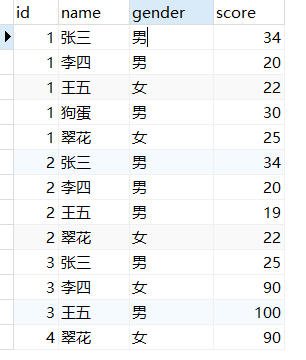 id name gender score
1 张三 男 34
1 李四 男 20
1 王五 女 22
1 狗蛋 男 30
1 翠花 女 25
2 张三 男 34
2 李四 男 20
2 王五 男 19
2 翠花 女 22
3 张三 男 25
3 李四 女 90
3 王五 男 100
4 翠花 女 90